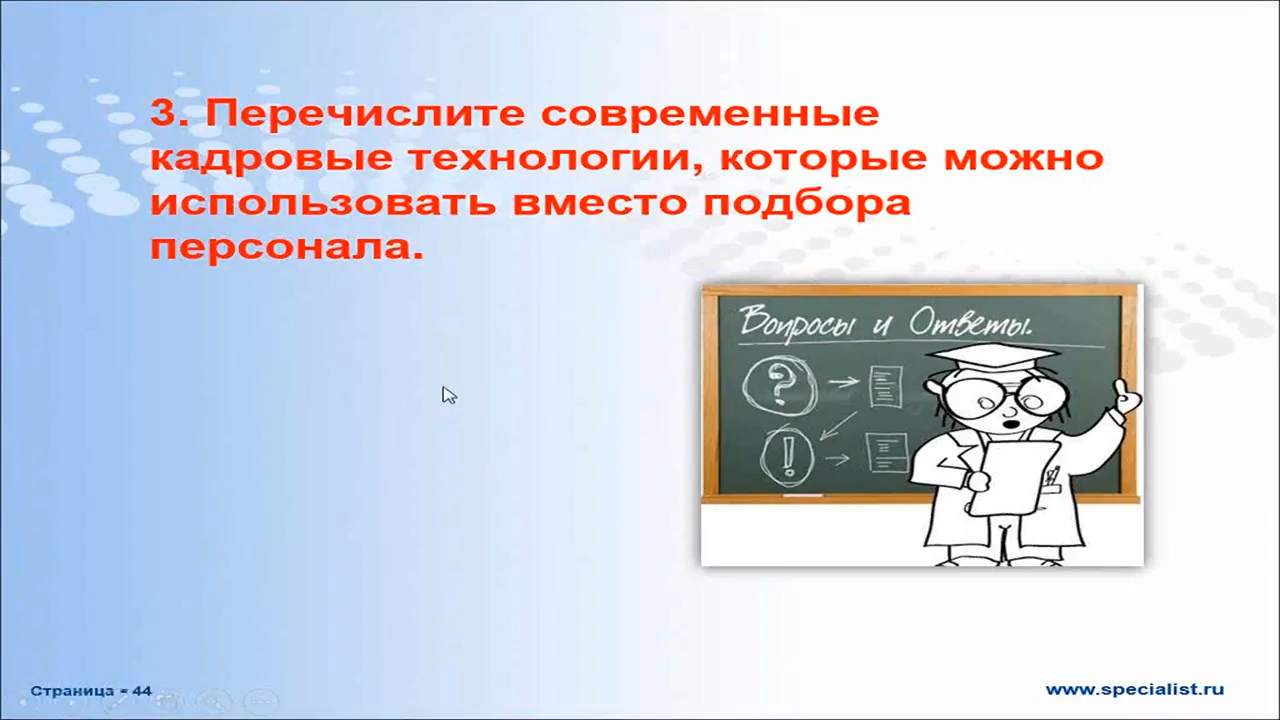 3. Перечислите современные
кадровые технологии, которые можно
использовать вместо подбора
персонала.
Вопросы и Ответы.
?
!
Страница ▪ 44
www.specialist.ru